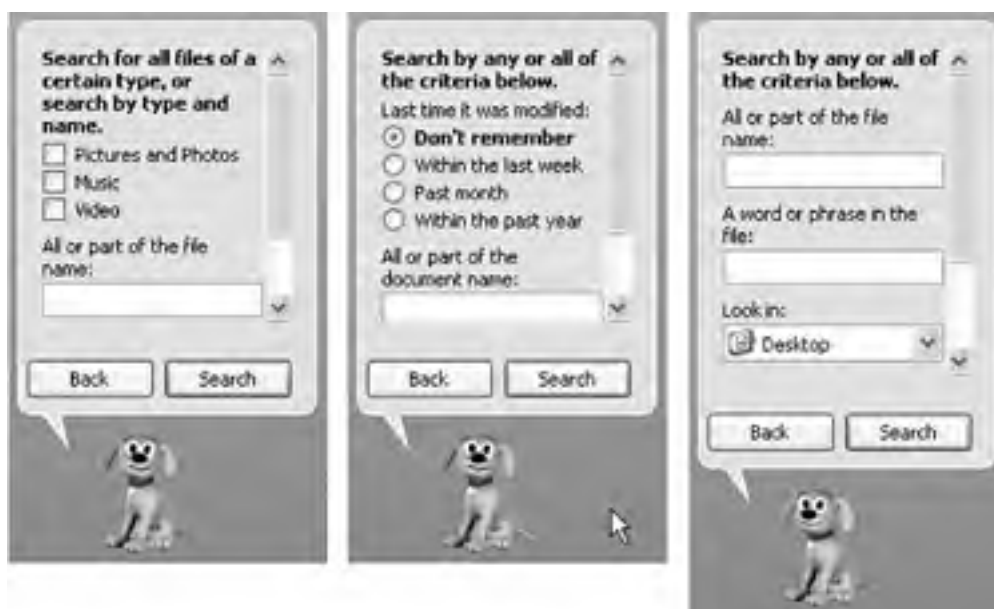 Search for all files of a
certain type, or
search by type and
name.
Pictures and Photos
Music
Video
All or part of the file
name:
Back Search
Search by any or all of
the criteria below.
Last time it was modified:
Don't remember
Within the last week
Past month
Within the past year
All or part of the
document name:
Back Search
Search by any or all of
the criteria below.
All or part of the file
name:
A word or phrase in the
file:
Look in:
Desktop
Back Search